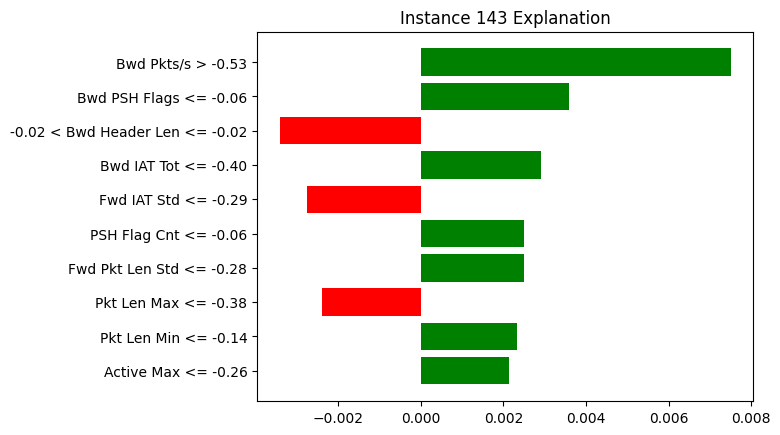 Instance 143 Explanation
Bwd Pkts/s > -0.53
Bwd PSH Flags <= -0.06
-0.02 < Bwd Header Len <= -0.02
Bwd IAT Tot <= -0.40
Fwd IAT Std <= -0.29
PSH Flag Cnt <= -0.06
Fwd Pkt Len Std <= -0.28
Pkt Len Max <= -0.38
Pkt Len Min <= -0.14
Active Max <= -0.26
−0.002 0.000 0.002 0.004 0.006 0.008